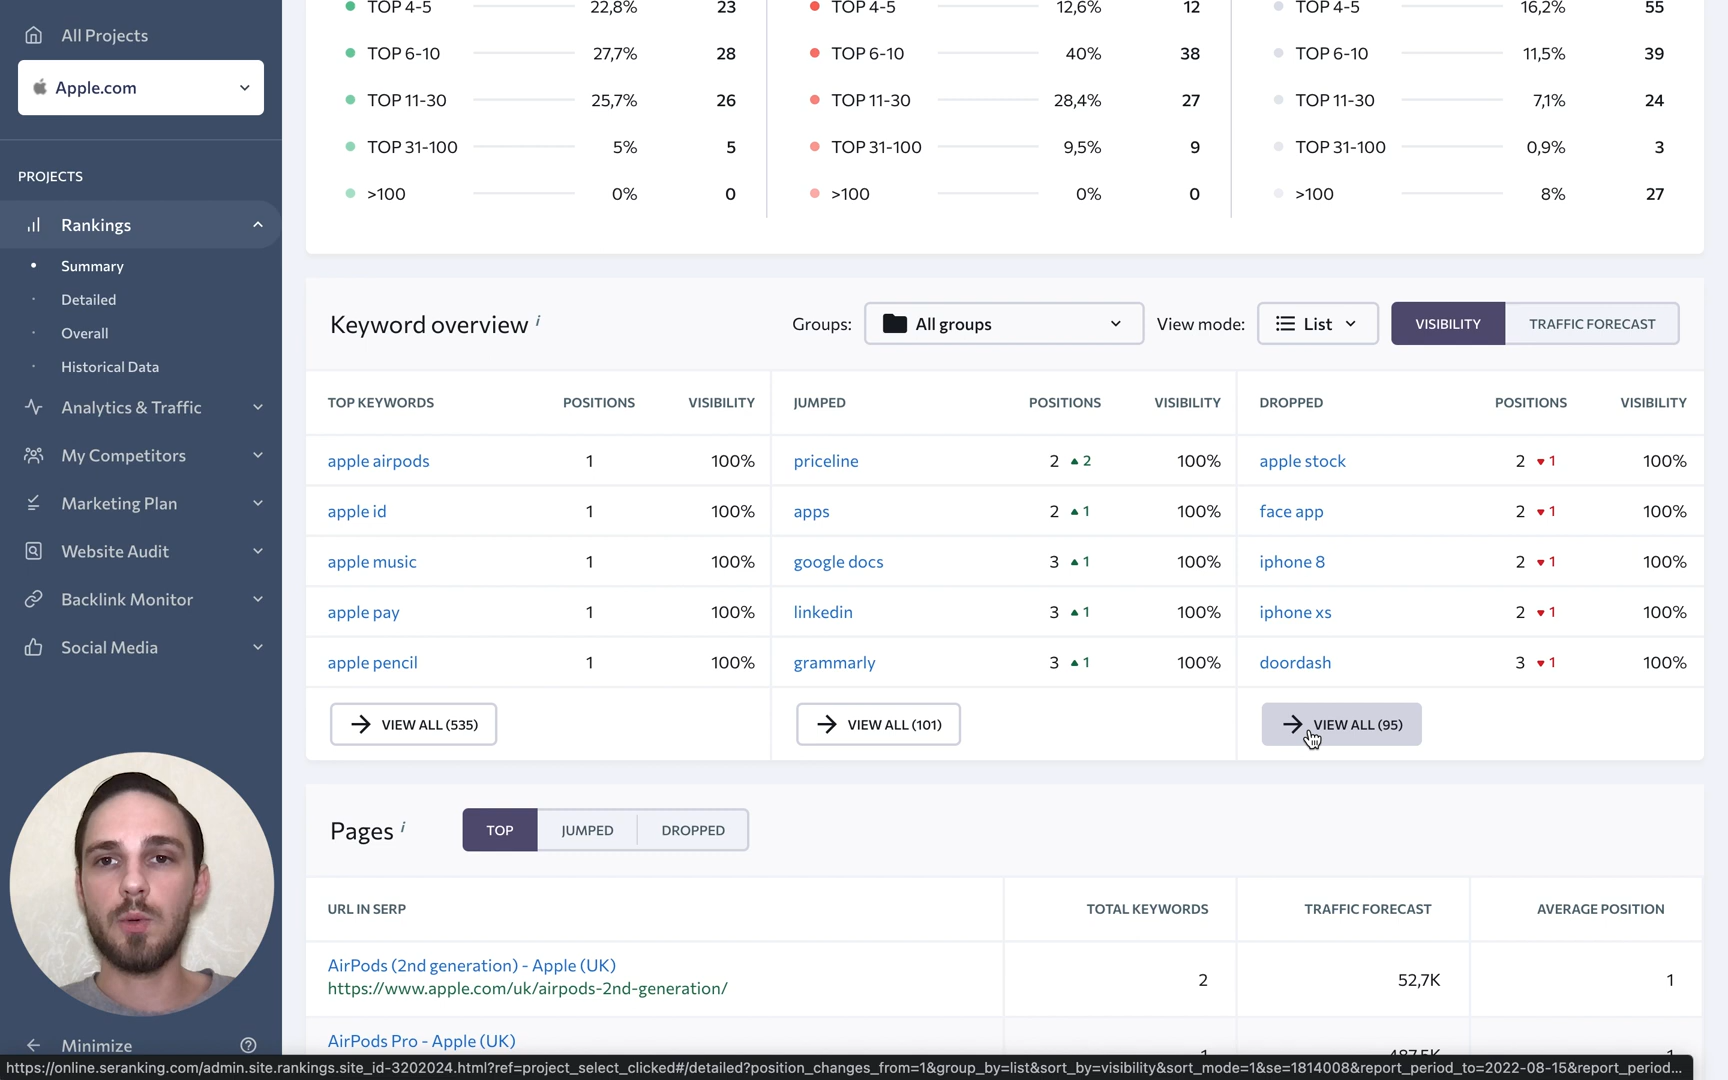 All Projects
Apple.com
PROJECTS
Rankings
Summary
Detailed
Overall
Historical Data
Analytics & Traffic
My Competitors
Marketing Plan
Website Audit
Backlink Monitor
Social Media
Minimize
TOP 4-5 22,8% 23
TOP 6-10 27,7% 28
TOP 11-30 25,7% 26
TOP 31-100 5% 5
>100 0% 0
TOP 4-5 12,6% 12
TOP 6-10 40% 38
TOP 11-30 28,4% 27
TOP 31-100 9,5% 9
>100 0% 0
TOP 4-5 16,2% 55
TOP 6-10 11,5% 39
TOP 11-30 7,1% 24
TOP 31-100 0,9% 3
>100 8% 27
Keyword overview i
Groups: All groups View mode: List VISIBILITY TRAFFIC FORECAST
TOP KEYWORDS POSITIONS VISIBILITY
apple airpods 1 100%
apple id 1 100%
apple music 1 100%
apple pay 1 100%
apple pencil 1 100%
VIEW ALL (535)
JUMPED POSITIONS VISIBILITY
priceline 2 ▲ 2 100%
apps 2 ▲ 1 100%
google docs 3 ▲ 1 100%
linkedin 3 ▲ 1 100%
grammarly 3 ▲ 1 100%
VIEW ALL (101)
DROPPED POSITIONS VISIBILITY
apple stock 2 ▼ 1 100%
face app 2 ▼ 1 100%
iphone 8 2 ▼ 1 100%
iphone xs 2 ▼ 1 100%
doordash 3 ▼ 1 100%
VIEW ALL (95)
Pages i TOP JUMPED DROPPED
URL IN SERP TOTAL KEYWORDS TRAFFIC FORECAST AVERAGE POSITION
AirPods (2nd generation) - Apple (UK)
https://www.apple.com/uk/airpods-2nd-generation/ 2 52,7K 1
AirPods Pro - Apple (UK)
https://online.seranking.com/admin.site.rankings.site_id-3202024.html?ref=project_select_clicked#/detailed?position_changes_from=1&group_by=list&sort_by=visibility&sort_mode=1&se=1814008&report_period_to=2022-08-15&report_period...